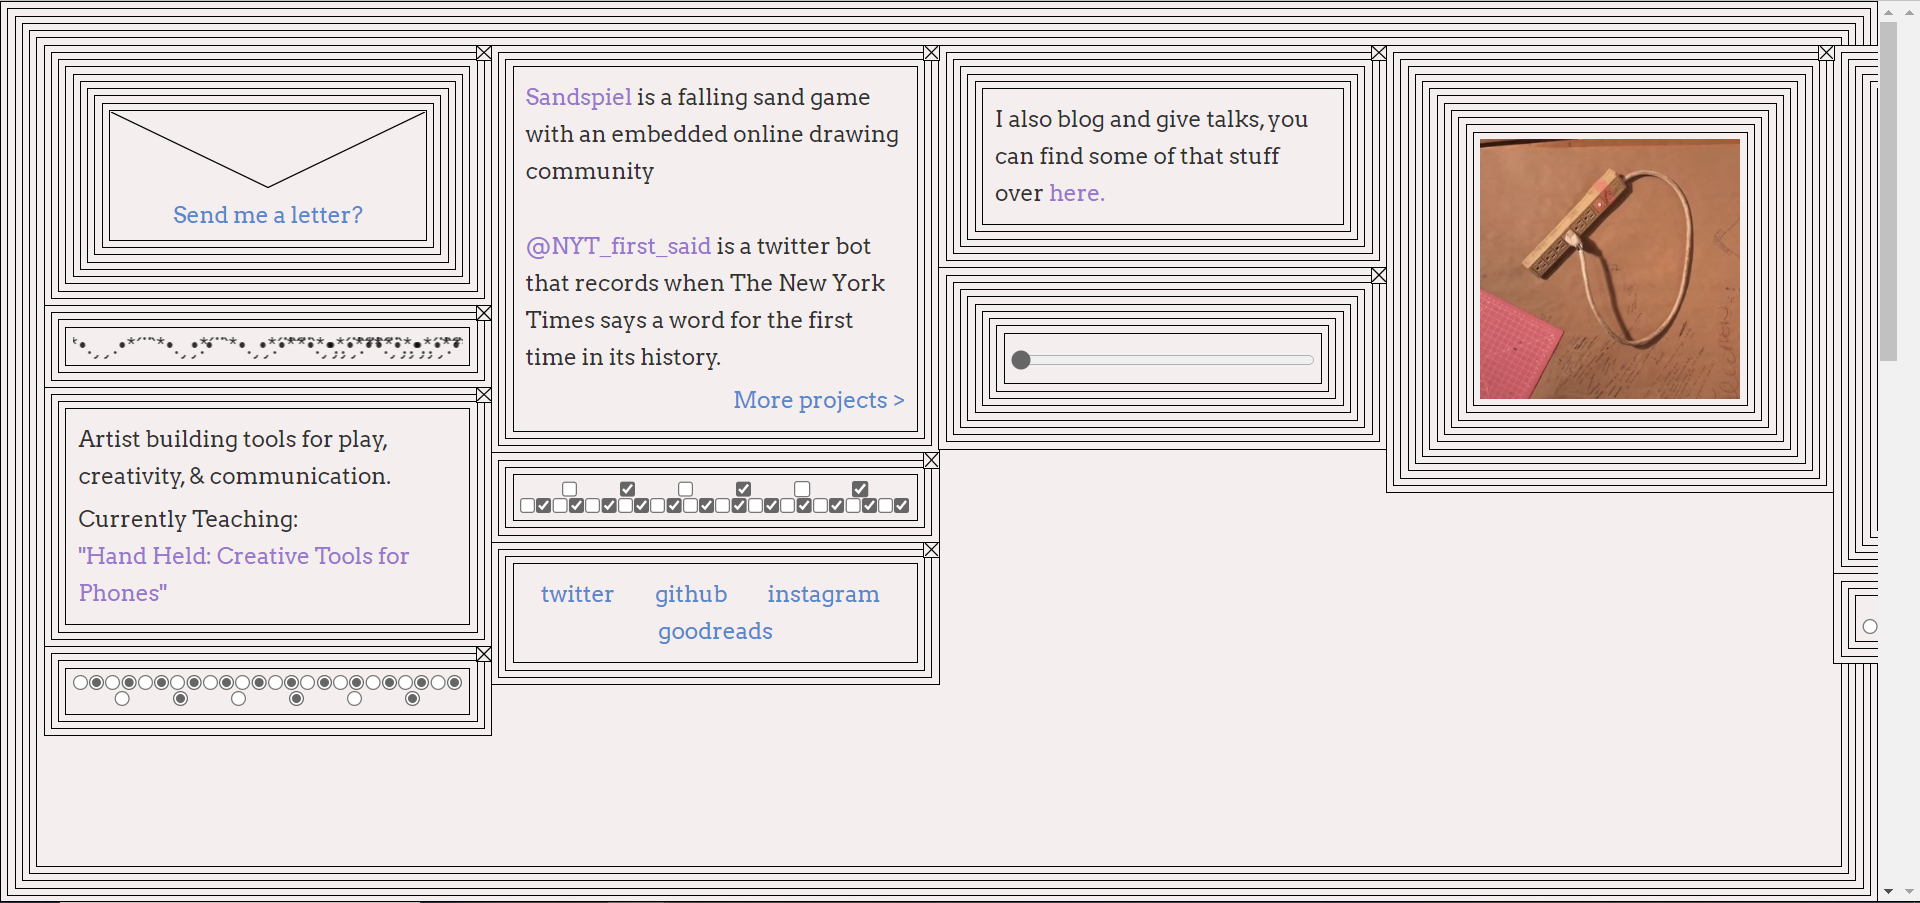 Send me a letter?
Artist building tools for play,
creativity, & communication.
Currently Teaching:
"Hand Held: Creative Tools for
Phones"
Sandspiel is a falling sand game
with an embedded online drawing
community
@NYT_first_said is a twitter bot
that records when The New York
Times says a word for the first
time in its history.
More projects >
twitter github instagram
goodreads
I also blog and give talks, you
can find some of that stuff
over here.